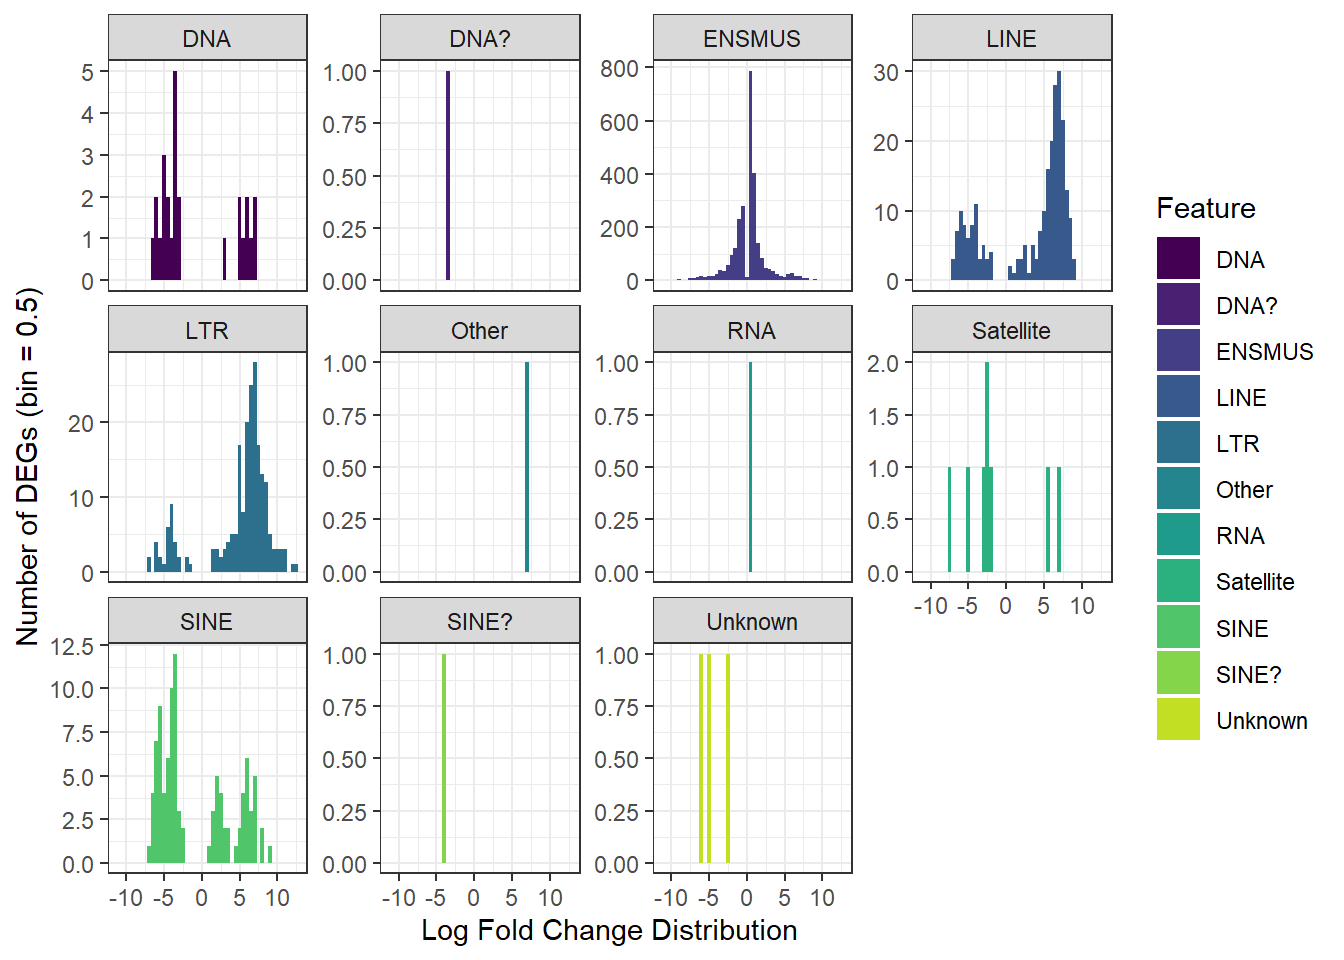 DNA
DNA?
ENSMUS
LINE
5
4
3
2
1
0
1.00
0.75
0.50
0.25
0.00
800
600
400
200
0
30
20
10
0
LTR
Other
RNA
Satellite
20
10
0
1.00
0.75
0.50
0.25
0.00
1.00
0.75
0.50
0.25
0.00
2.0
1.5
1.0
0.5
0.0
-10 -5 0 5 10
SINE
SINE?
Unknown
12.5
10.0
7.5
5.0
2.5
0.0
1.00
0.75
0.50
0.25
0.00
1.00
0.75
0.50
0.25
0.00
-10 -5 0 5 10
-10 -5 0 5 10
-10 -5 0 5 10
Log Fold Change Distribution
Number of DEGs (bin = 0.5)
Feature
DNA
DNA?
ENSMUS
LINE
LTR
Other
RNA
Satellite
SINE
SINE?
Unknown